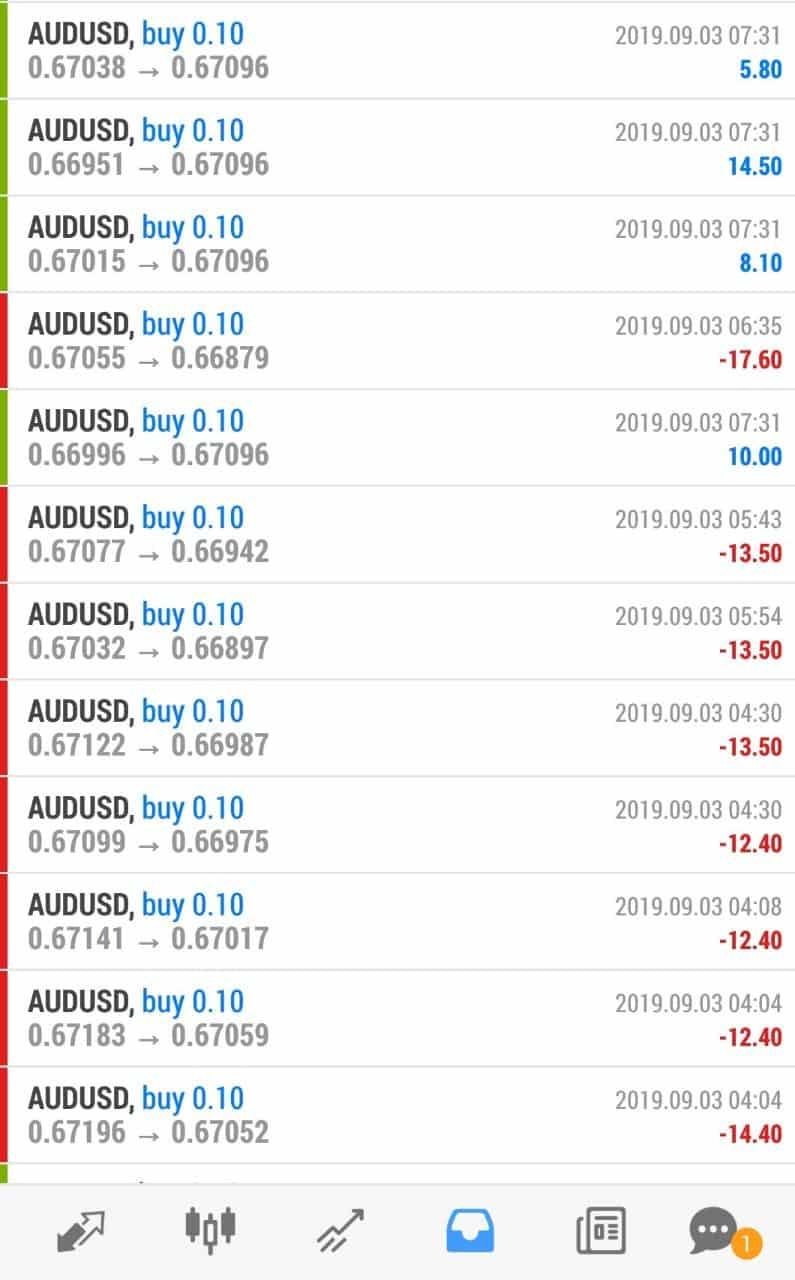 AUDUSD, buy 0.10 2019.09.03 07:31
0.67038 → 0.67096 5.80
AUDUSD, buy 0.10 2019.09.03 07:31
0.66951 → 0.67096 14.50
AUDUSD, buy 0.10 2019.09.03 07:31
0.67015 → 0.67096 8.10
AUDUSD, buy 0.10 2019.09.03 06:35
0.67055 → 0.66879 -17.60
AUDUSD, buy 0.10 2019.09.03 07:31
0.66996 → 0.67096 10.00
AUDUSD, buy 0.10 2019.09.03 05:43
0.67077 → 0.66942 -13.50
AUDUSD, buy 0.10 2019.09.03 05:54
0.67032 → 0.66897 -13.50
AUDUSD, buy 0.10 2019.09.03 04:30
0.67122 → 0.66987 -13.50
AUDUSD, buy 0.10 2019.09.03 04:30
0.67099 → 0.66975 -12.40
AUDUSD, buy 0.10 2019.09.03 04:08
0.67141 → 0.67017 -12.40
AUDUSD, buy 0.10 2019.09.03 04:04
0.67183 → 0.67059 -12.40
AUDUSD, buy 0.10 2019.09.03 04:04
0.67196 → 0.67052 -14.40
1